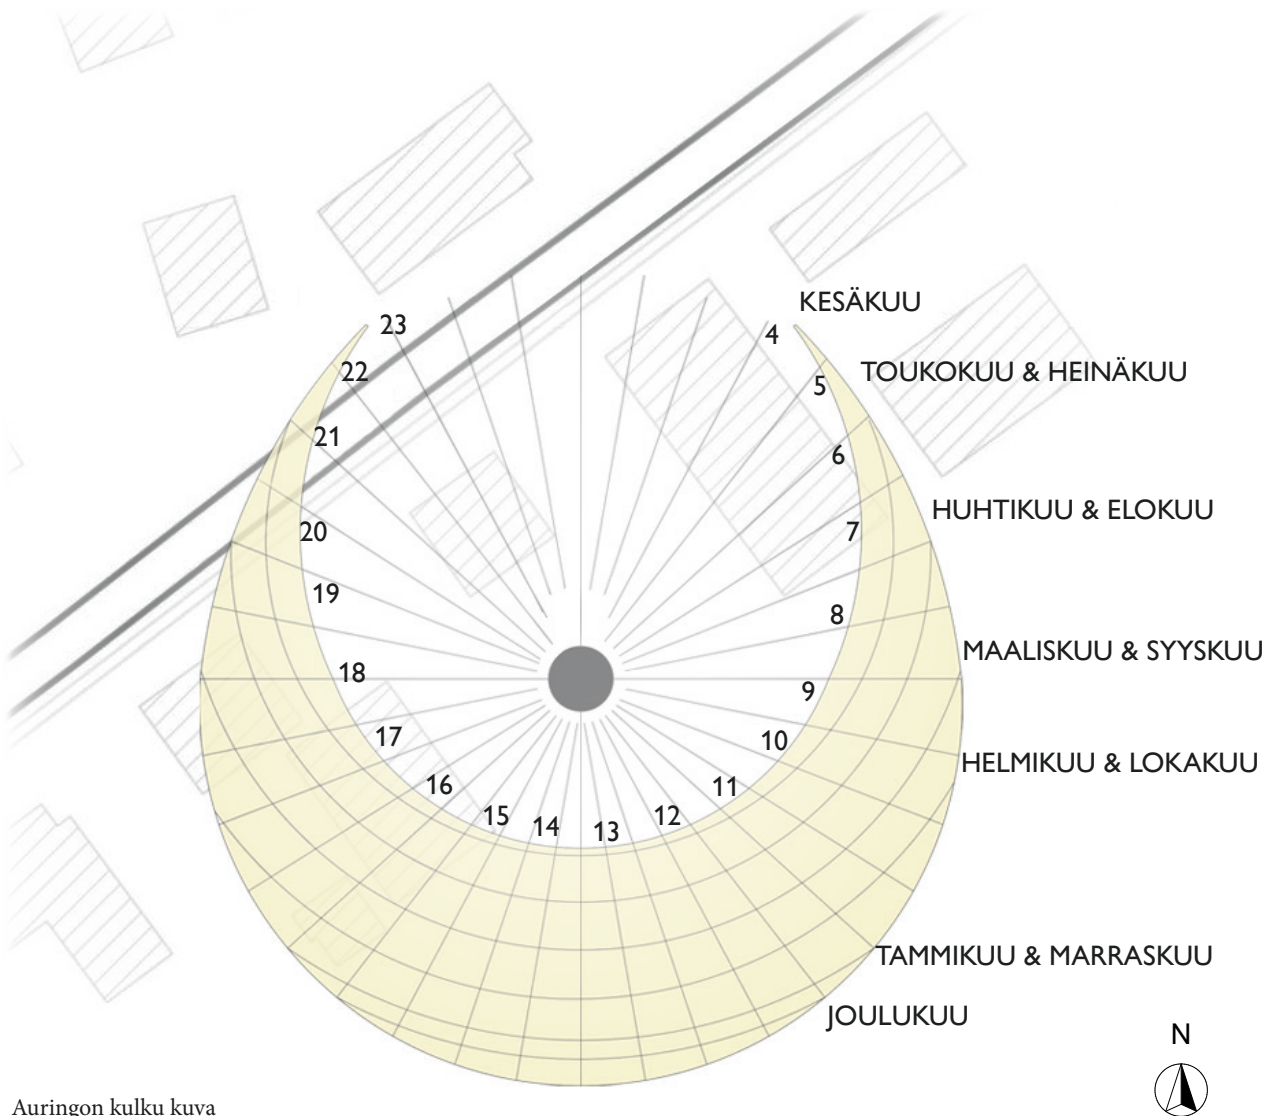 KESÄKUU
23
4
22
TOUKOKUU & HEINÄKUU
5
21
6
HUHTIKUU & ELOKUU
20
7
19
8
MAALISKUU & SYYSKUU
18
9
17
10
HELMIKUU & LOKAKUU
16
11
15
14
13
12
TAMMIKUU & MARRASKUU
JOULUKUU
N
Auringon kulku kuva